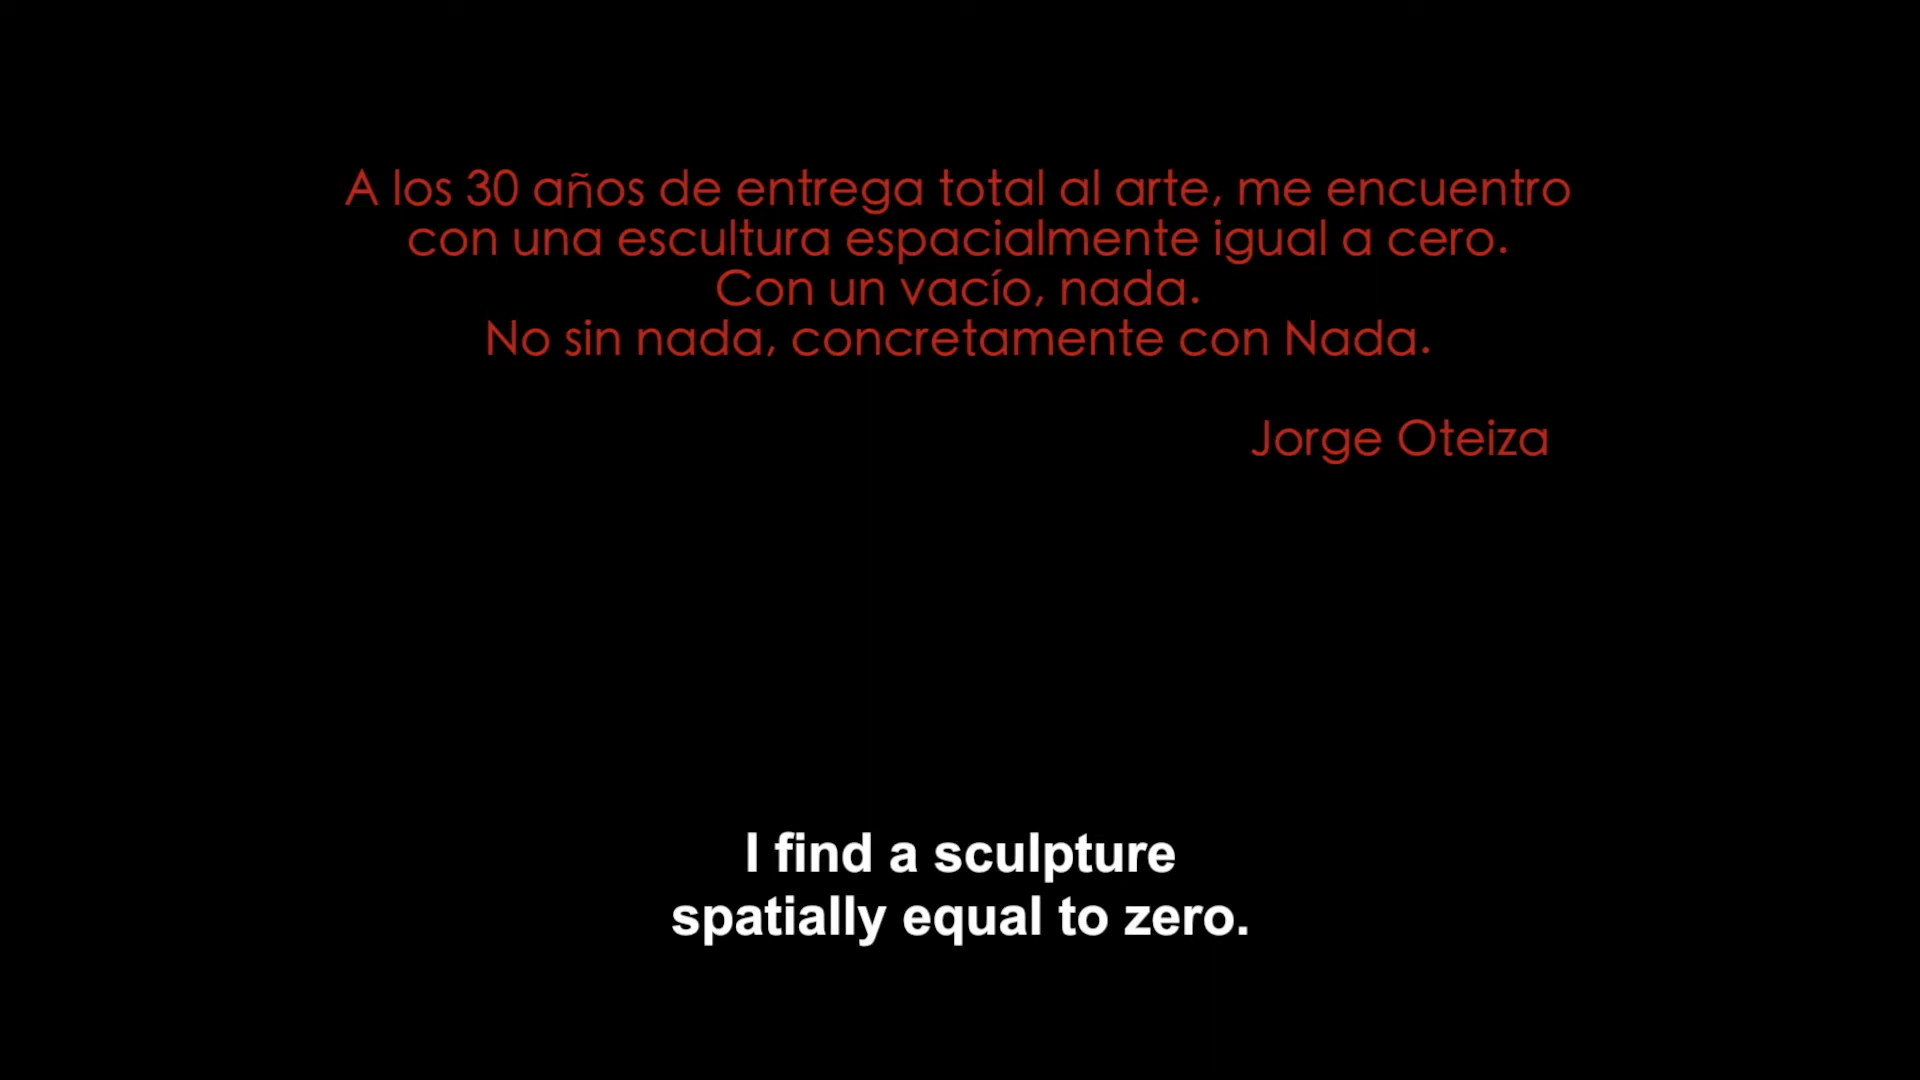 A los 30 años de entrega total al arte, me encuentro
con una escultura espacialmente igual a cero.
Con un vacío, nada.
No sin nada, concretamente con Nada.
Jorge Oteiza
I find a sculpture
spatially equal to zero.